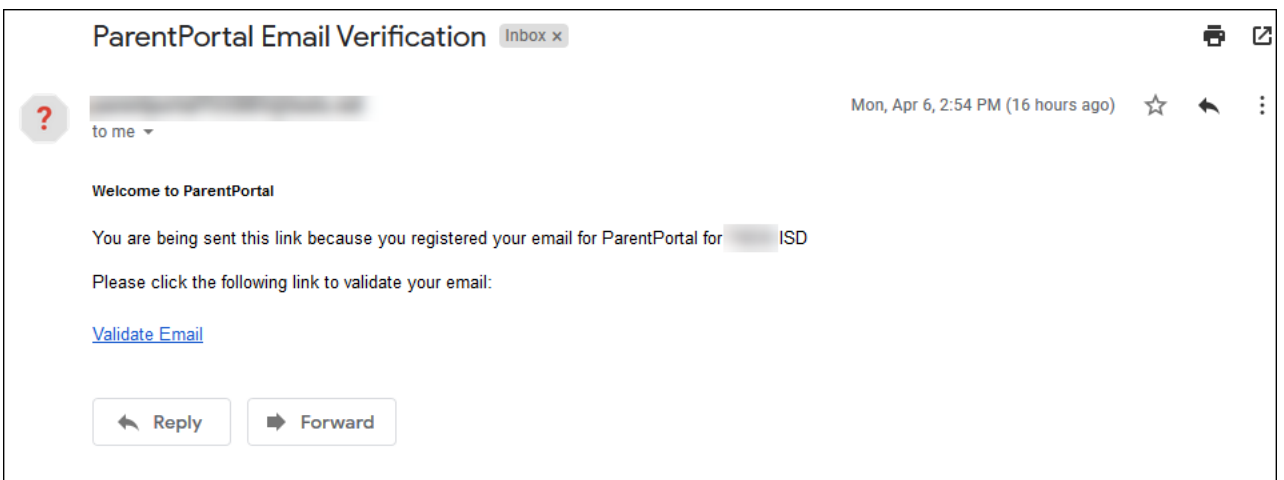 ParentPortal Email Verification Inbox x
?
Mon, Apr 6, 2:54 PM (16 hours ago)
to me
Welcome to ParentPortal
You are being sent this link because you registered your email for ParentPortal for ISD
Please click the following link to validate your email:
Validate Email
Reply Forward